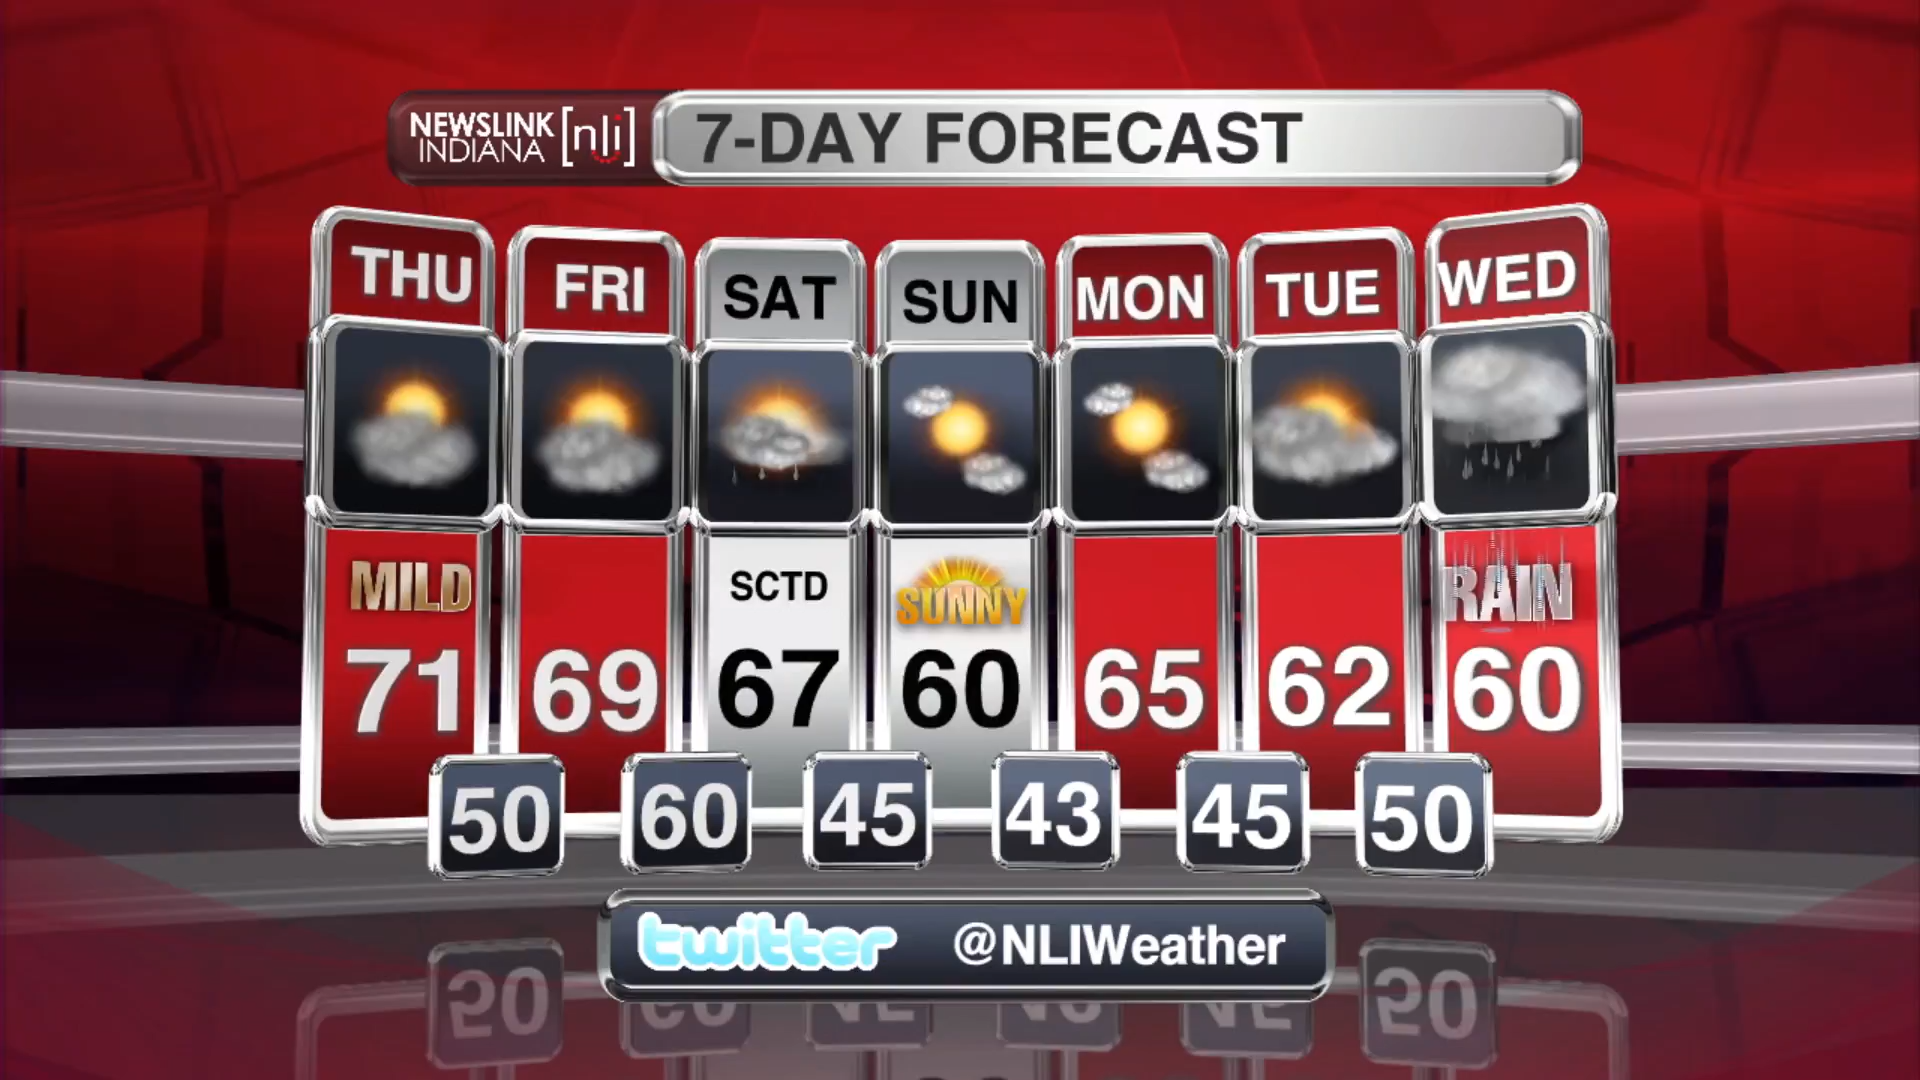 NEWSLINK
INDIANA
[nli]
7-DAY FORECAST
THU FRI SAT SUN MON TUE WED
MILD SCTD SUNNY RAIN
71 69 67 60 65 62 60
50 60 45 43 45 50
twitter @NLIWeather